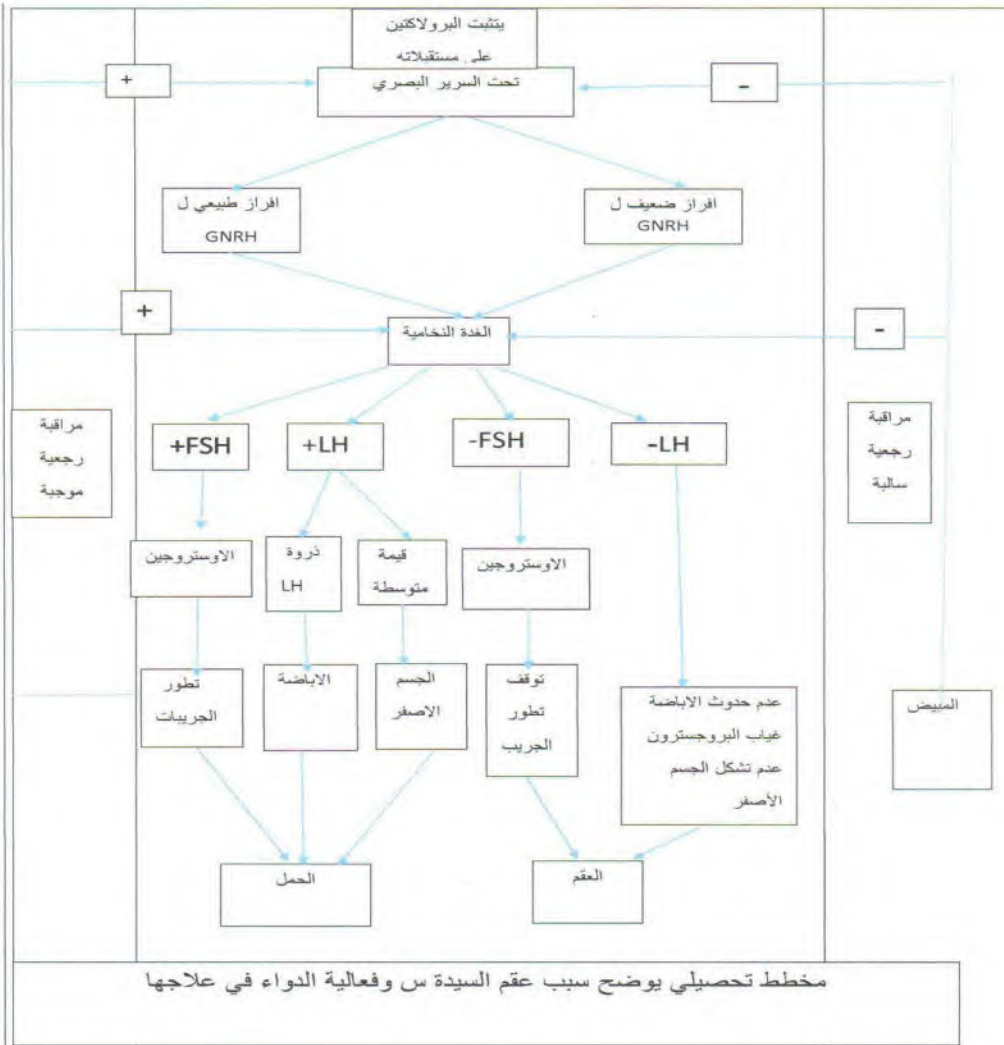 يتثبت البرولاكتين
على مستقبلاته
تحت السرير البصري
+
-
افراز طبيعي ل
GNRH
افراز ضعيف ل
GNRH
+
-
الغدة النخامية
مراقبة
رجعية
موجبة
+FSH
+LH
-FSH
-LH
مراقبة
رجعية
سالبة
الاوستروجين
ذروة
LH
قيمة
متوسطة
الاوستروجين
تطور
الجريبات
الاباضة
الجسم
الاصفر
توقف
تطور
الجريب
عدم حدوث الاباضة
غياب البروجسترون
عدم تشكل الجسم
الأصفر
المبيض
الحمل
العقم
مخطط تحصيلي يوضح سبب عقم السيدة س وفعالية الدواء في علاجها